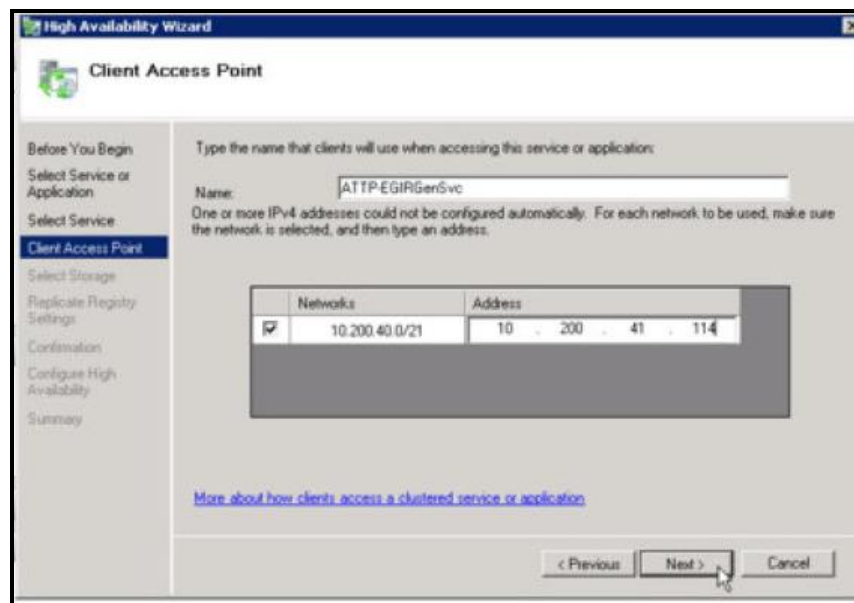 High Availability Wizard
Client Access Point
Before You Begin
Select Service or
Application
Select Service
Client Access Point
Select Storage
Replicate Registry
Settings
Confirmation
Configure High
Availability
Summary
Type the name that clients will use when accessing this service or application:
Name: ATTP-EGIRGenSvc
One or more IPv4 addresses could not be configured automatically. For each network to be used, make sure
the network is selected, and then type an address.
Networks Address
10.200.40.0/21 10 . 200 . 41 . 114
More about how clients access a clustered service or application
< Previous Next > Cancel